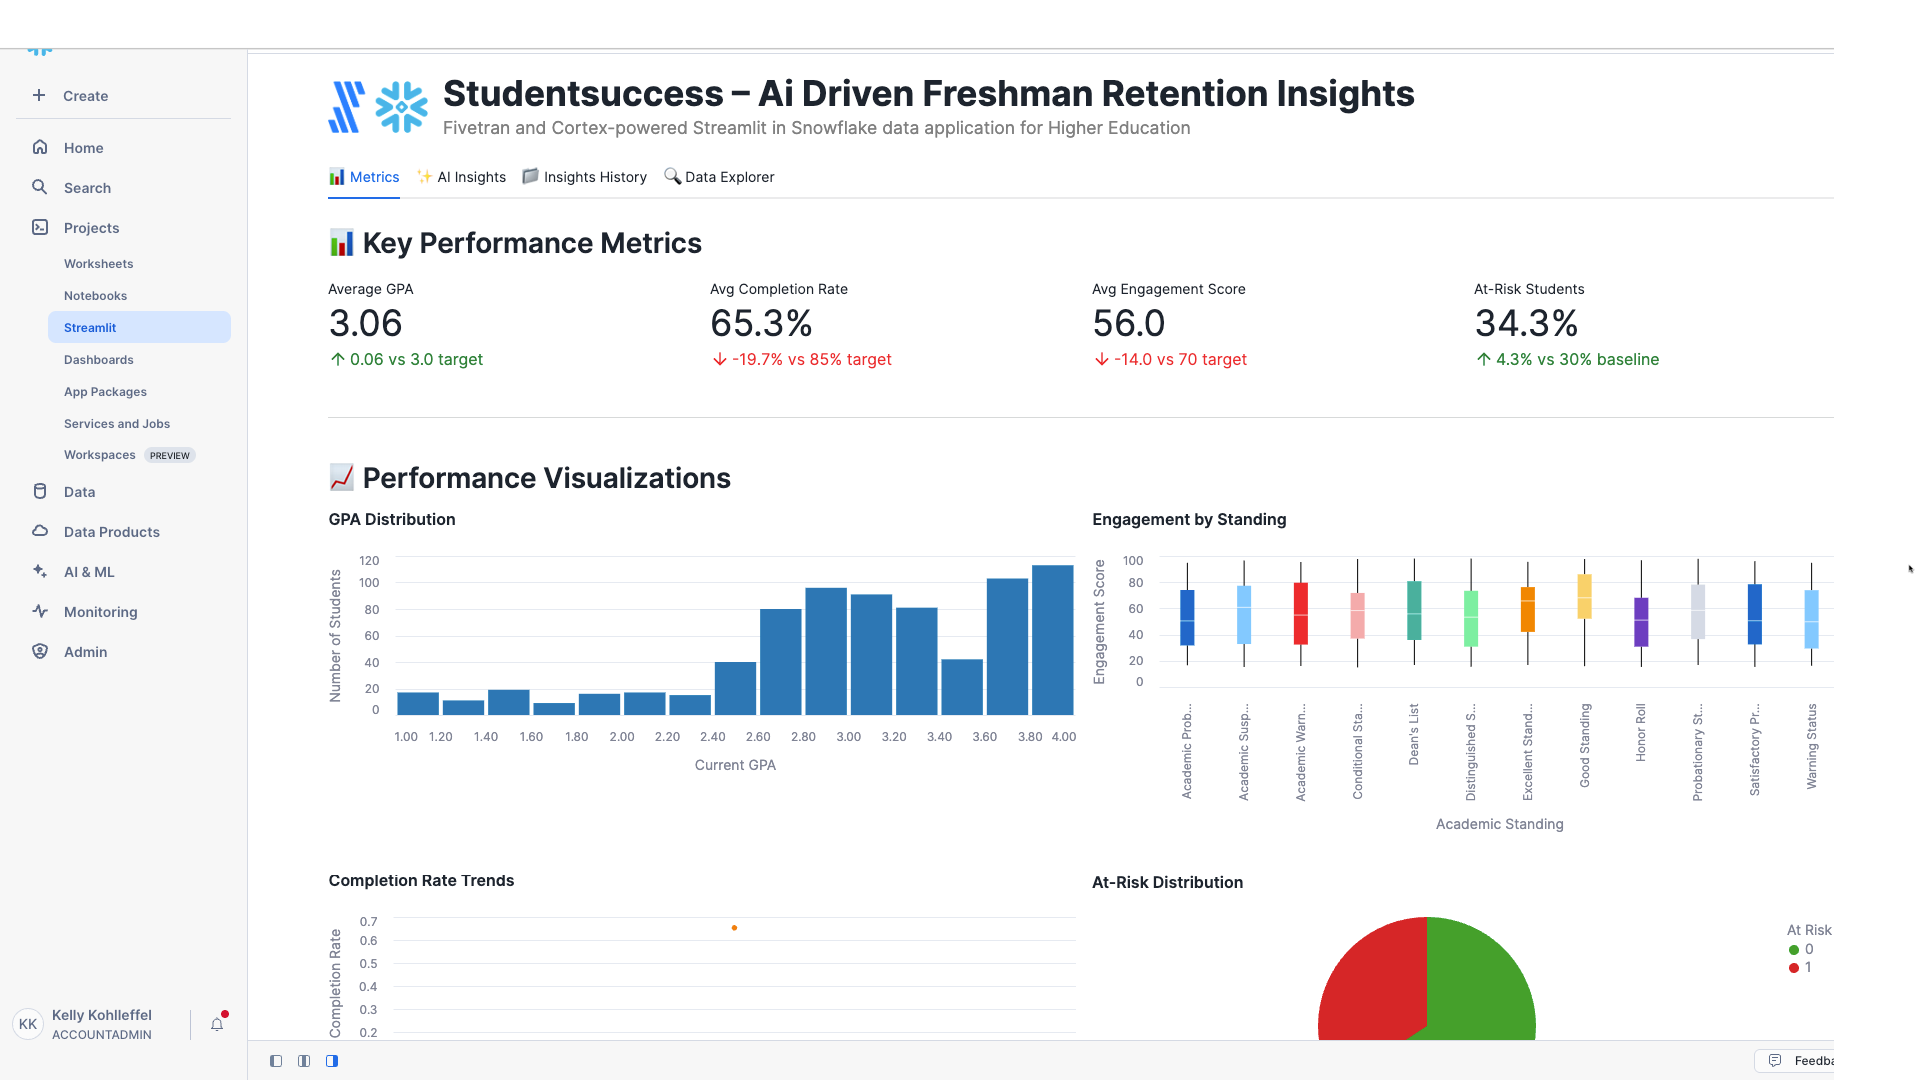 Create
Home
Search
Projects
Worksheets
Notebooks
Streamlit
Dashboards
App Packages
Services and Jobs
Workspaces PREVIEW
Data
Data Products
AI & ML
Monitoring
Admin
KK
Kelly Kohlleffel
ACCOUNTADMIN
Studentsuccess – Ai Driven Freshman Retention Insights
Fivetran and Cortex-powered Streamlit in Snowflake data application for Higher Education
Metrics AI Insights Insights History Data Explorer
Key Performance Metrics
Average GPA
3.06
↑ 0.06 vs 3.0 target
Avg Completion Rate
65.3%
↓ -19.7% vs 85% target
Avg Engagement Score
56.0
↓ -14.0 vs 70 target
At-Risk Students
34.3%
↑ 4.3% vs 30% baseline
Performance Visualizations
GPA Distribution
Number of Students
120
100
80
60
40
20
0
1.00 1.20 1.40 1.60 1.80 2.00 2.20 2.40 2.60 2.80 3.00 3.20 3.40 3.60 3.80 4.00
Current GPA
Engagement by Standing
Engagement Score
100
80
60
40
20
0
Academic Prob...
Academic Susp...
Academic Warn...
Conditional Sta...
Dean's List
Distinguished S...
Excellent Stand...
Good Standing
Honor Roll
Probationary St...
Satisfactory Pr...
Warning Status
Academic Standing
Completion Rate Trends
Completion Rate
0.7
0.6
0.5
0.4
0.3
0.2
At-Risk Distribution
At Risk
0
1
Feedba